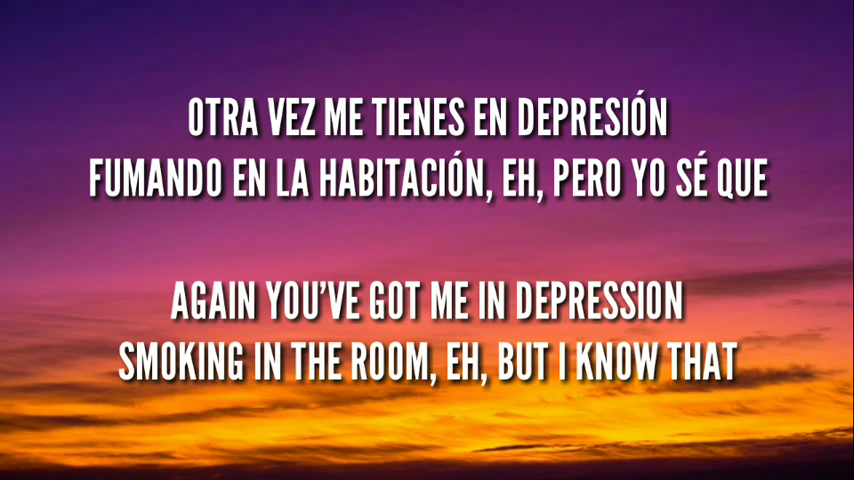 OTRA VEZ ME TIENES EN DEPRESIÓN
FUMANDO EN LA HABITACIÓN, EH, PERO YO SÉ QUE
AGAIN YOU'VE GOT ME IN DEPRESSION
SMOKING IN THE ROOM, EH, BUT I KNOW THAT